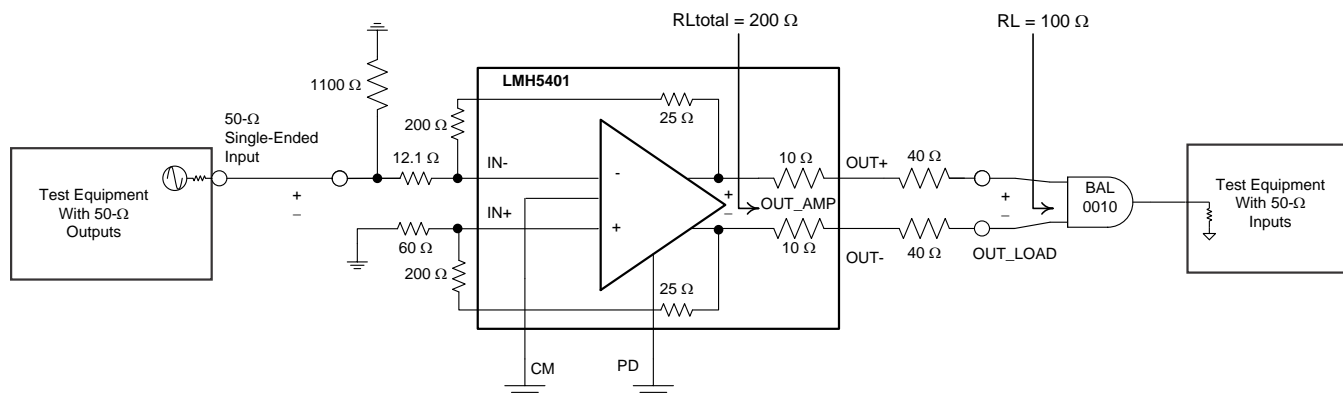 RLtotal = 200 Ω
RL = 100 Ω
1100 Ω
LMH5401
50-Ω
Single-Ended
Input
200 Ω
25 Ω
12.1 Ω
IN-
10 Ω
OUT+
40 Ω
Test Equipment
With 50-Ω
Outputs
+
−
-
+
−
OUT_AMP
+
−
BAL
0010
Test Equipment
With 50-Ω
Inputs
IN+
+
60 Ω
10 Ω
OUT-
40 Ω
OUT_LOAD
200 Ω
25 Ω
CM
PD